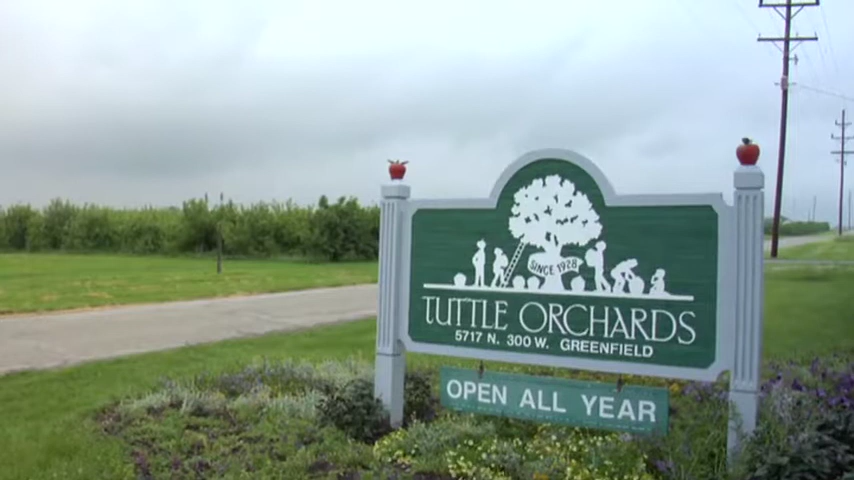 SINCE 1928
TUTTLE ORCHARDS
5717 N. 300 W. GREENFIELD
OPEN ALL YEAR